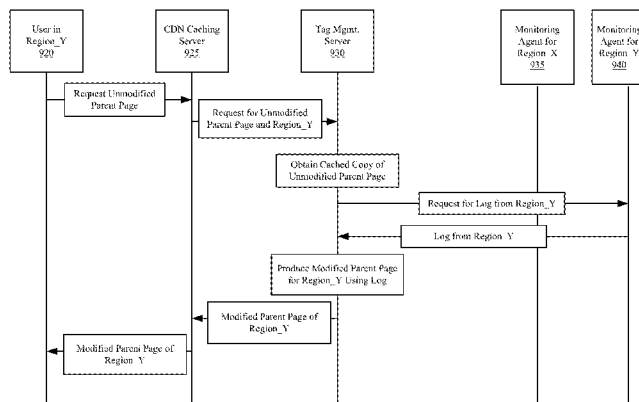 User in
Region_Y
920
CDN Caching
Server
925
Tag Mgmt.
Server
930
Monitoring
Agent for
Region_X
935
Monitoring
Agent for
Region_Y
940
Request Unmodified
Parent Page
Request for Unmodified
Parent Page and Region_Y
Obtain Cached Copy of
Unmodified Parent Page
Request for Log from Region_Y
Log from Region_Y
Produce Modified Parent Page
for Region_Y Using Log
Modified Parent Page of
Region_Y
Modified Parent Page of
Region_Y